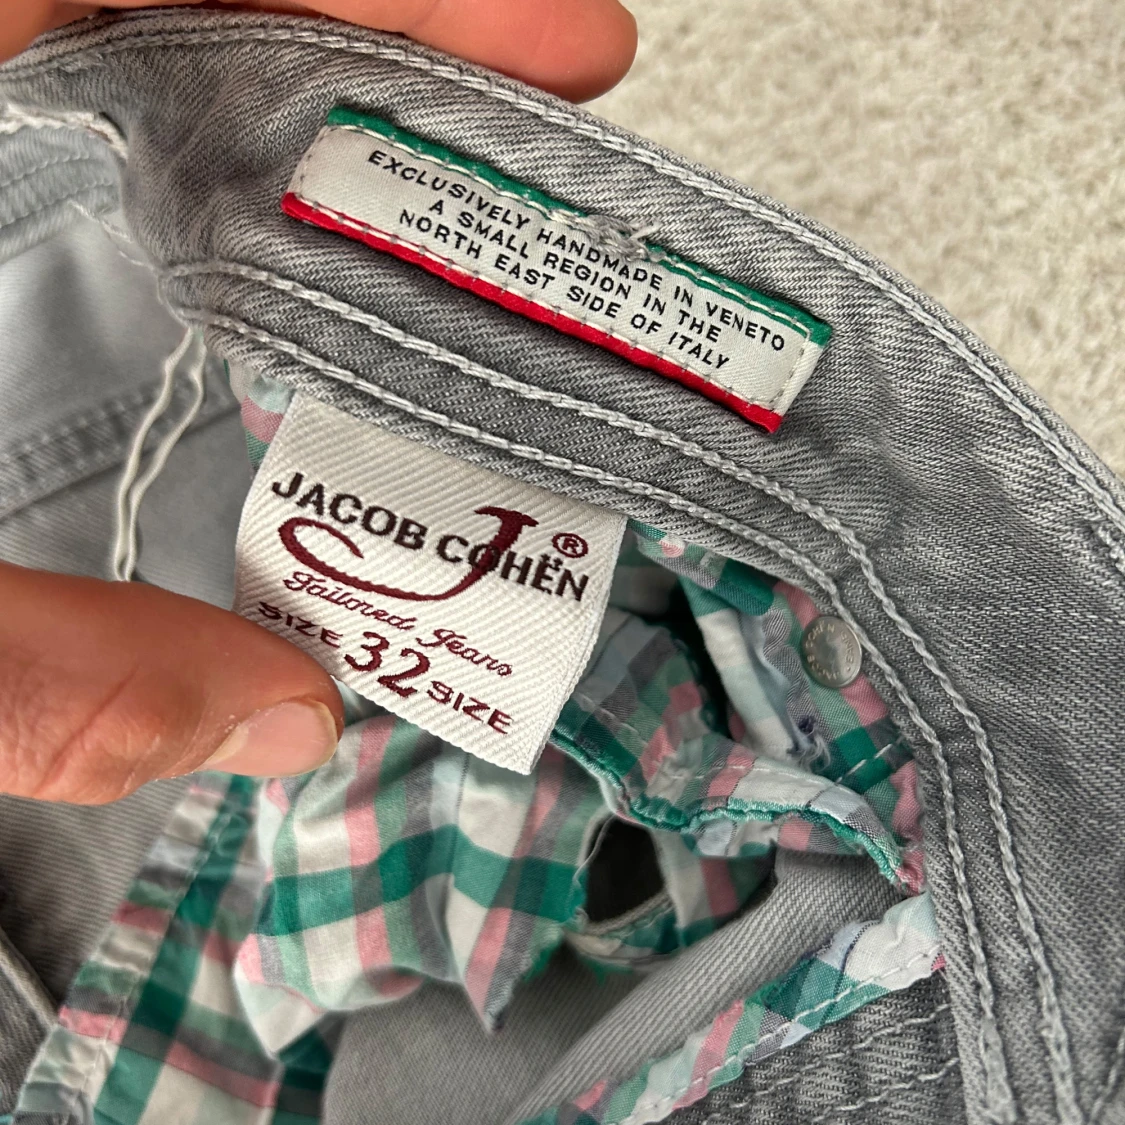 EXCLUSIVELY HANDMADE IN VENETO
A SMALL REGION IN THE
NORTH EAST SIDE OF ITALY
JACOB COHËN
J ®
Tailored Jeans
SIZE 32 SIZE